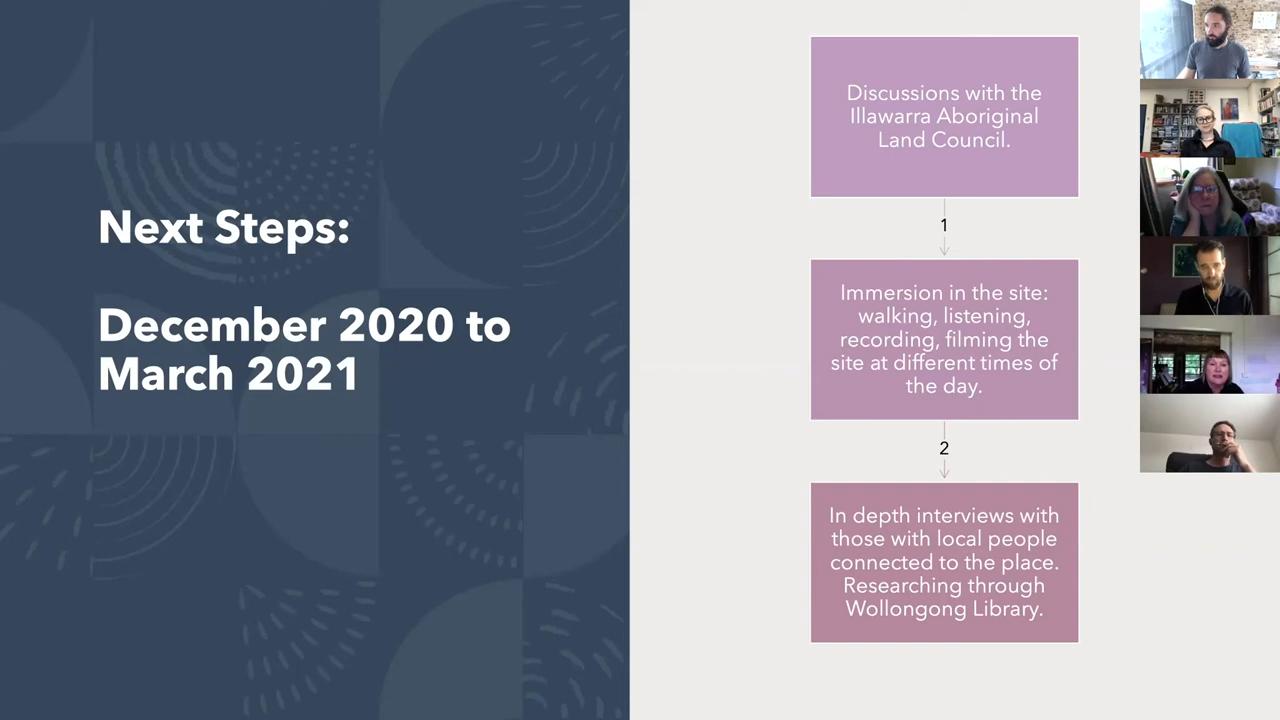 Next Steps:
December 2020 to
March 2021
Discussions with the
Illawarra Aboriginal
Land Council.
1
Immersion in the site:
walking, listening,
recording, filming the
site at different times of
the day.
2
In depth interviews with
those with local people
connected to the place.
Researching through
Wollongong Library.